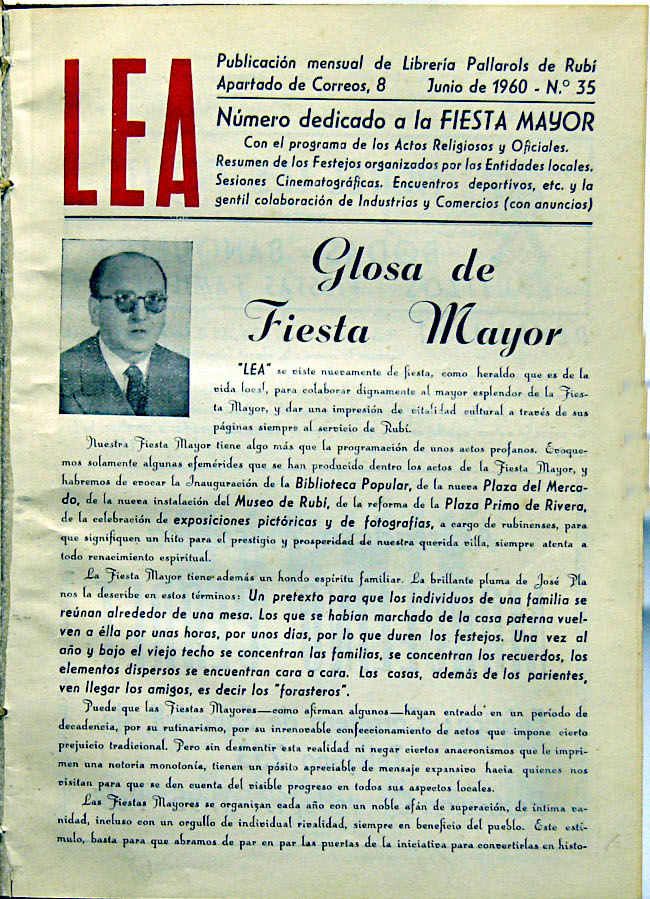 LEA
Publicación mensual de Librería Pallarols de Rubí
Apartado de Correos, 8 Junio de 1960 - N.° 35
Número dedicado a la FIESTA MAYOR
Con el programa de los Actos Religiosos y Oficiales.
Resumen de los Festejos organizados por las Entidades locales.
Sesiones Cinematográficas. Encuentros deportivos, etc. y la
gentil colaboración de Industrias y Comercios (con anuncios)
Glosa de
Fiesta Mayor
"LEA" se viste nuevamente de fiesta, como heraldo que es de la
vida local, para colaborar dignamente al mayor esplendor de la Fies-
ta Mayor, y dar una impresión de vitalidad cultural a través de sus
páginas siempre al servicio de Rubí.
Nuestra Fiesta Mayor tiene algo más que la programación de unos actos profanos. Evoque-
mos solamente algunas efemérides que se han producido dentro los actos de la Fiesta Mayor, y
habremos de evocar la Inauguración de la Biblioteca Popular, de la nueva Plaza del Merca-
do, de la nueva instalación del Museo de Rubí, de la reforma de la Plaza Primo de Rivera,
de la celebración de exposiciones pictóricas y de fotografías, a cargo de rubinenses, para
que signifiquen un hito para el prestigio y prosperidad de nuestra querida villa, siempre atenta a
todo renacimiento espiritual.
La Fiesta Mayor tiene además un hondo espíritu familiar. La brillante pluma de José Pla
nos la describe en estos términos: Un pretexto para que los individuos de una familia se
reúnan alrededor de una mesa. Los que se habían marchado de la casa paterna vuel-
ven a élla por unas horas, por unos días, por lo que duren los festejos. Una vez al
año y bajo el viejo techo se concentran las familias, se concentran los recuerdos, los
elementos dispersos se encuentran cara a cara. Las casas, además de los parientes,
ven llegar los amigos, es decir los "forasteros".
Puede que las Fiestas Mayores—como afirman algunos—hayan entrado en un período de
decadencia, por su rutinarismo, por su inrenovable confeccionamiento de actos que impone cierto
prejuicio tradicional. Pero sin desmentir esta realidad ni negar ciertos anacronismos que le impri-
men una notoria monotonía, tienen un pósito apreciable de mensaje expansivo hacia quienes nos
visitan para que se den cuenta del visible progreso en todos sus aspectos locales.
Las Fiestas Mayores se organizan cada año con un noble afán de superación, de íntima va-
nidad, incluso con un orgullo de individual rivalidad, siempre en beneficio del pueblo. Este estí-
mulo, basta para que abramos de par en par las puertas de la iniciativa para convertirlas en histo-